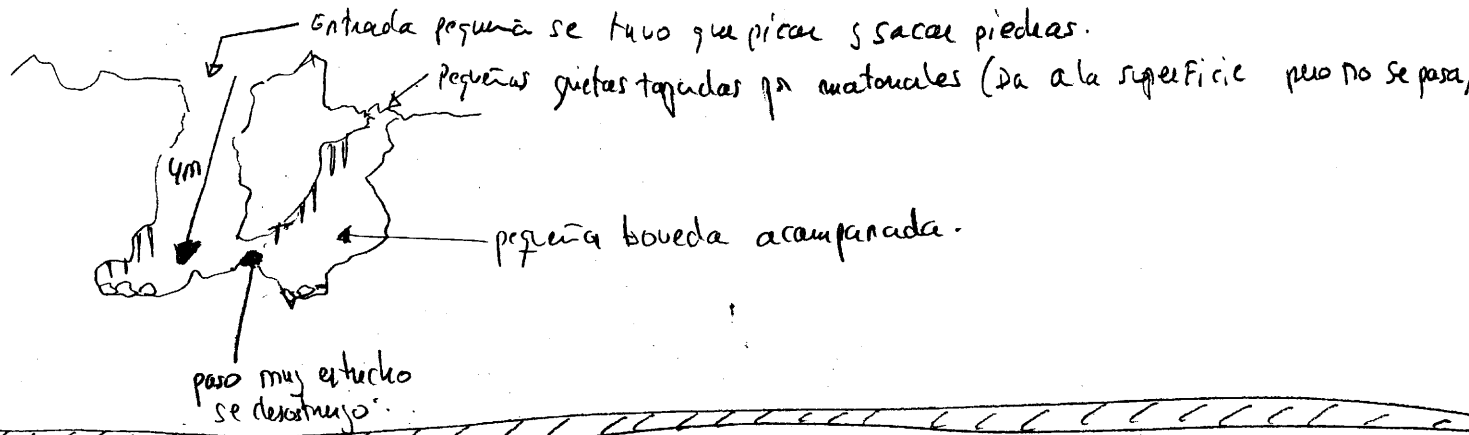 Entrada pequeña se tuvo que picar y sacar piedras.
Pequeñas grietas tapadas por matorrales (Da a la superficie pero no se pasa,
4m
pequeña boveda acampanada.
paso muy estrecho
se desostruyo.